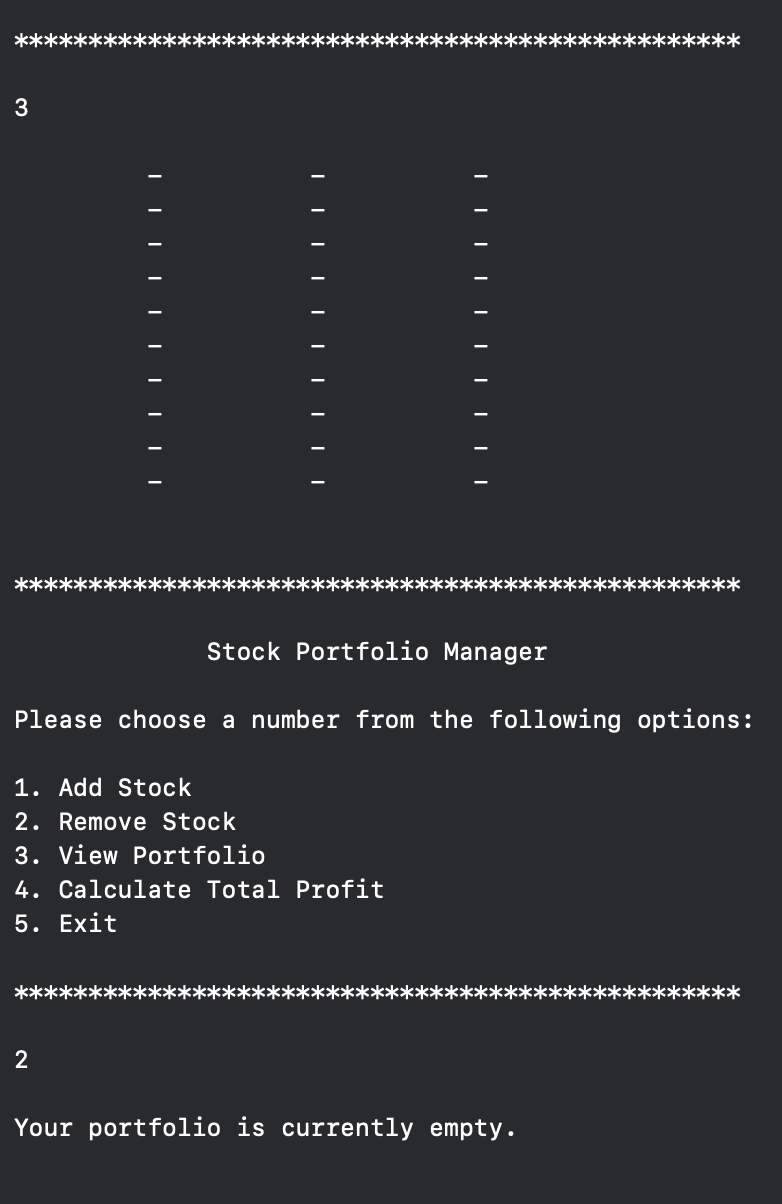 *************************************************
3
–          –          –
–          –          –
–          –          –
–          –          –
–          –          –
–          –          –
–          –          –
–          –          –
–          –          –
–          –          –
*************************************************
Stock Portfolio Manager
Please choose a number from the following options:
1. Add Stock
2. Remove Stock
3. View Portfolio
4. Calculate Total Profit
5. Exit
*************************************************
2
Your portfolio is currently empty.